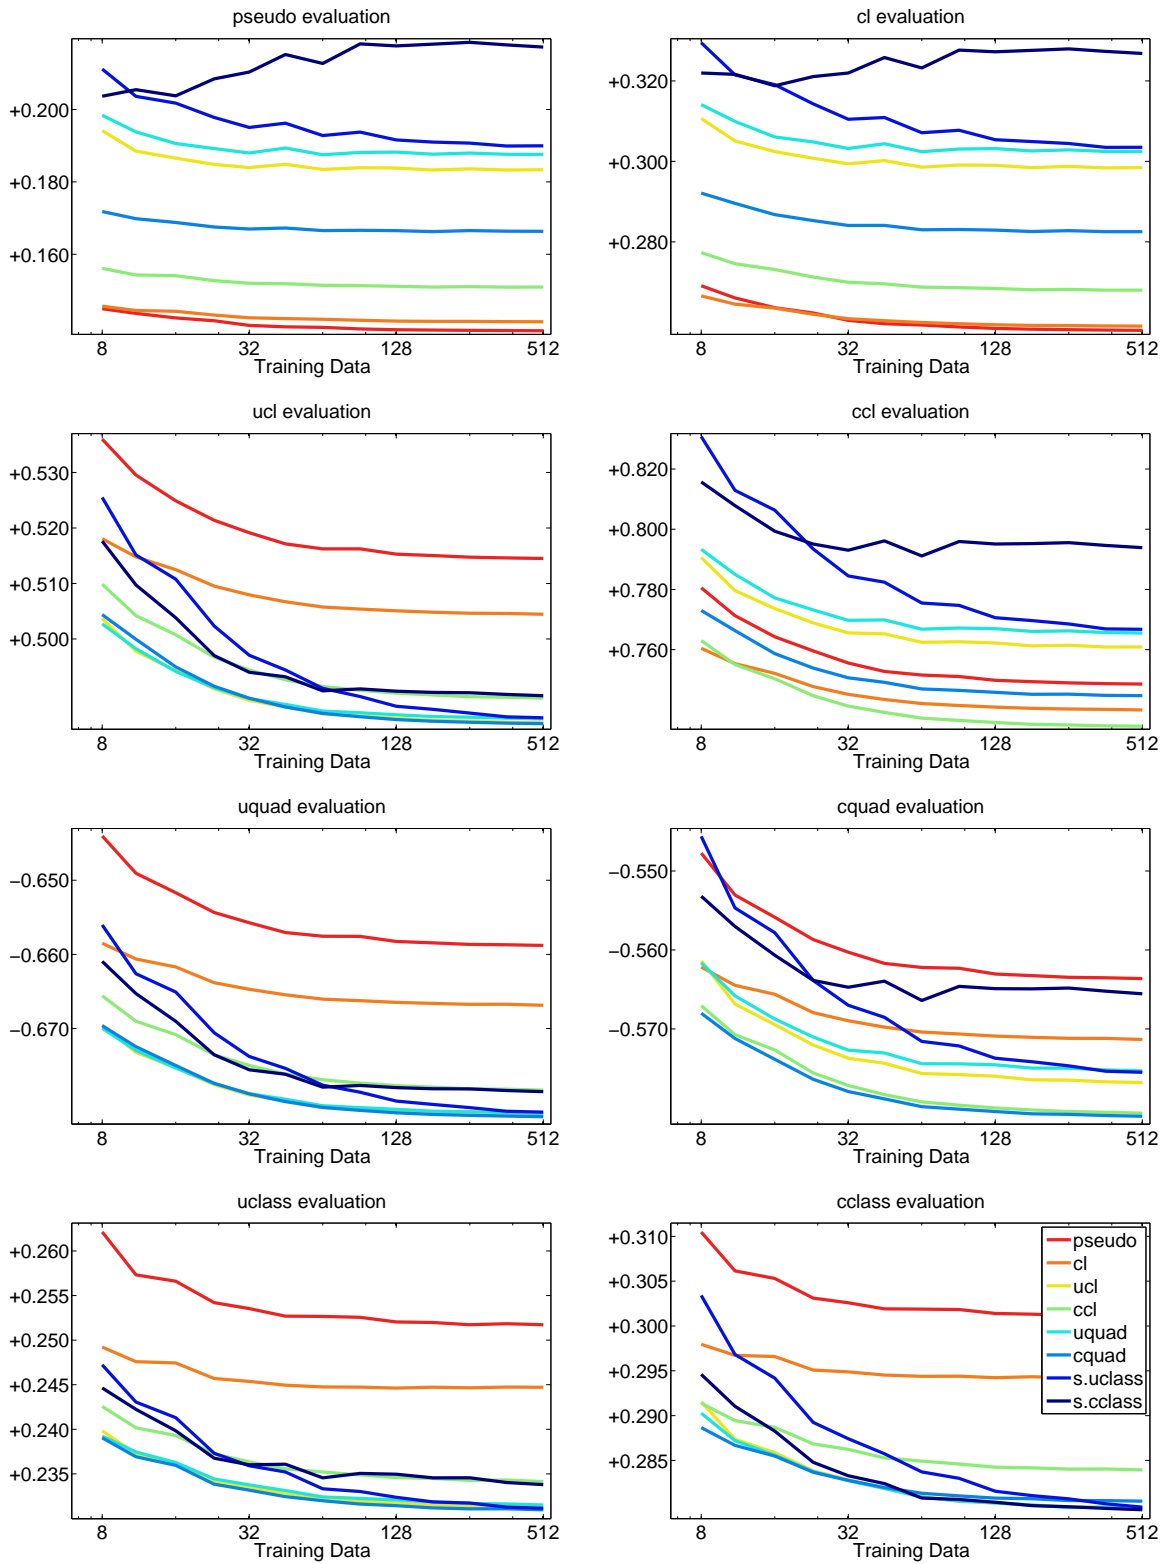 pseudo evaluation
+0.200
+0.180
+0.160
8 32 128 512
Training Data
cl evaluation
+0.320
+0.300
+0.280
8 32 128 512
Training Data
ucl evaluation
+0.530
+0.520
+0.510
+0.500
8 32 128 512
Training Data
ccl evaluation
+0.820
+0.800
+0.780
+0.760
8 32 128 512
Training Data
uquad evaluation
−0.650
−0.660
−0.670
8 32 128 512
Training Data
cquad evaluation
−0.550
−0.560
−0.570
8 32 128 512
Training Data
uclass evaluation
+0.260
+0.255
+0.250
+0.245
+0.240
+0.235
8 32 128 512
Training Data
cclass evaluation
+0.310
+0.305
+0.300
+0.295
+0.290
+0.285
8 32 128 512
Training Data
pseudo
cl
ucl
ccl
uquad
cquad
s.uclass
s.cclass